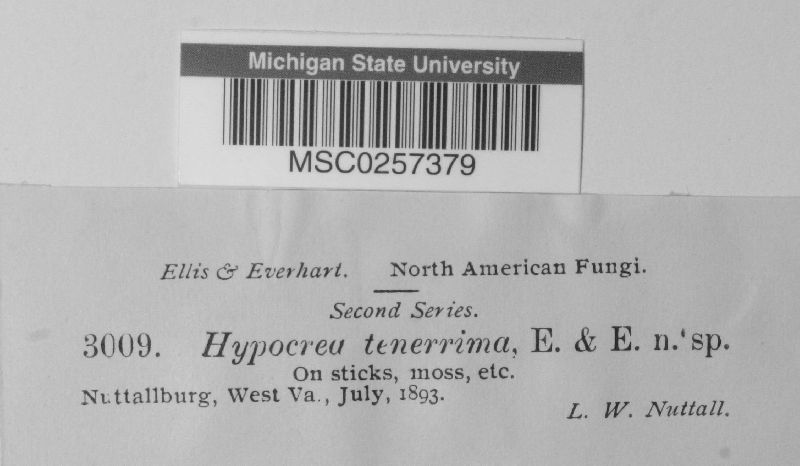 Michigan State University
MSC0257379
Ellis & Everhart. North American Fungi.
Second Series.
3009. Hypocrea tenerrima, E. & E. n. sp.
On sticks, moss, etc.
Nuttallburg, West Va., July, 1893.
L. W. Nuttall.